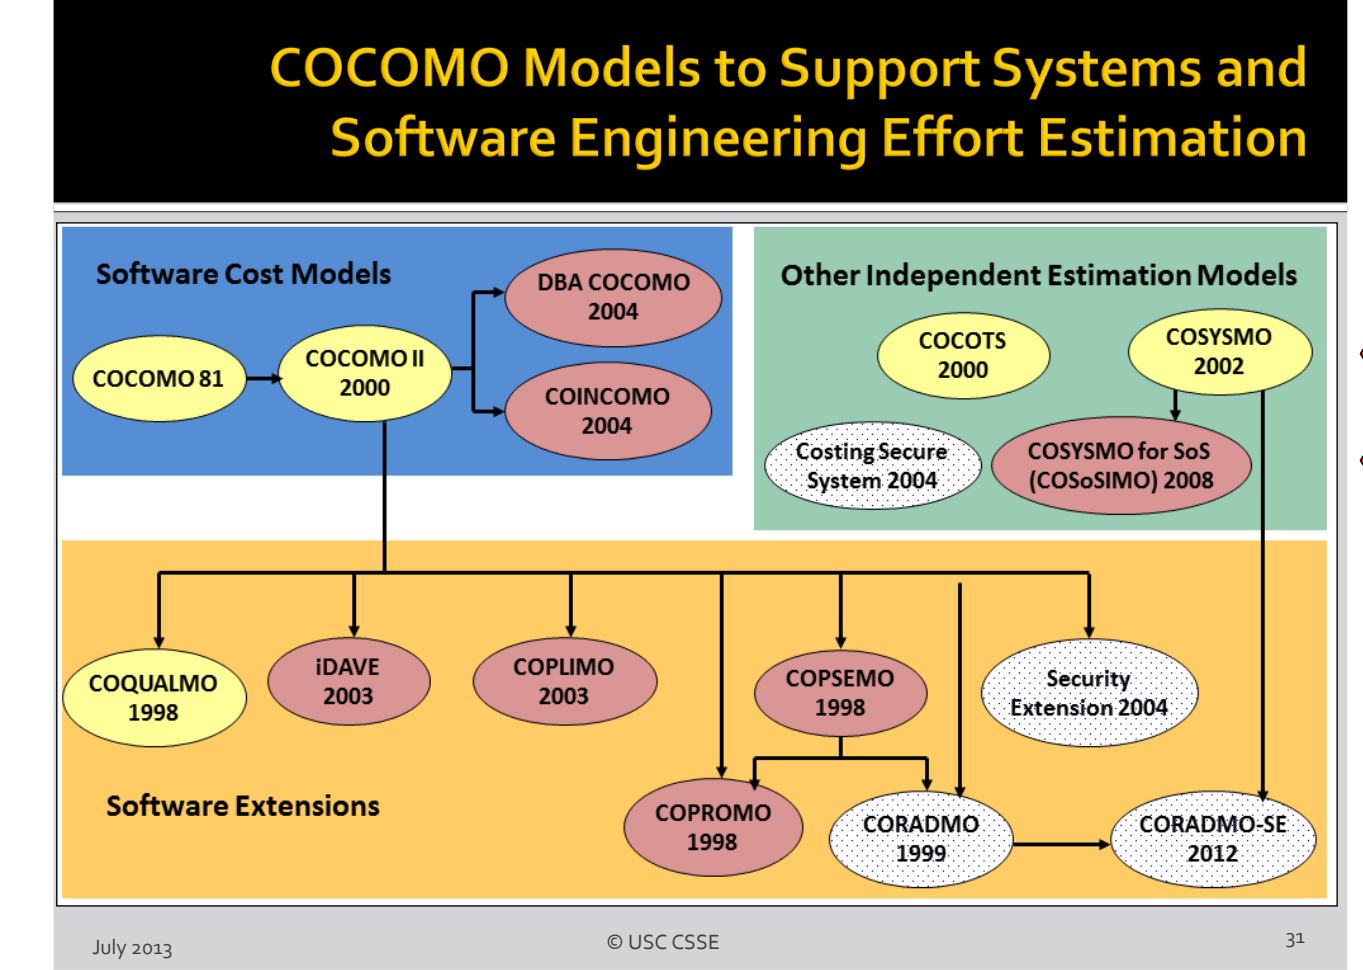 COCOMO Models to Support Systems and
Software Engineering Effort Estimation
Software Cost Models
COCOMO 81
COCOMO II
2000
DBA COCOMO
2004
COINCOMO
2004
Other Independent Estimation Models
COCOTS
2000
COSYSMO
2002
Costing Secure
System 2004
COSYSMO for SoS
(COSoSIMO) 2008
COQUALMO
1998
iDAVE
2003
COPLIMO
2003
COPSEMO
1998
Security
Extension 2004
Software Extensions
COPROMO
1998
CORADMO
1999
CORADMO-SE
2012
July 2013
© USC CSSE
31